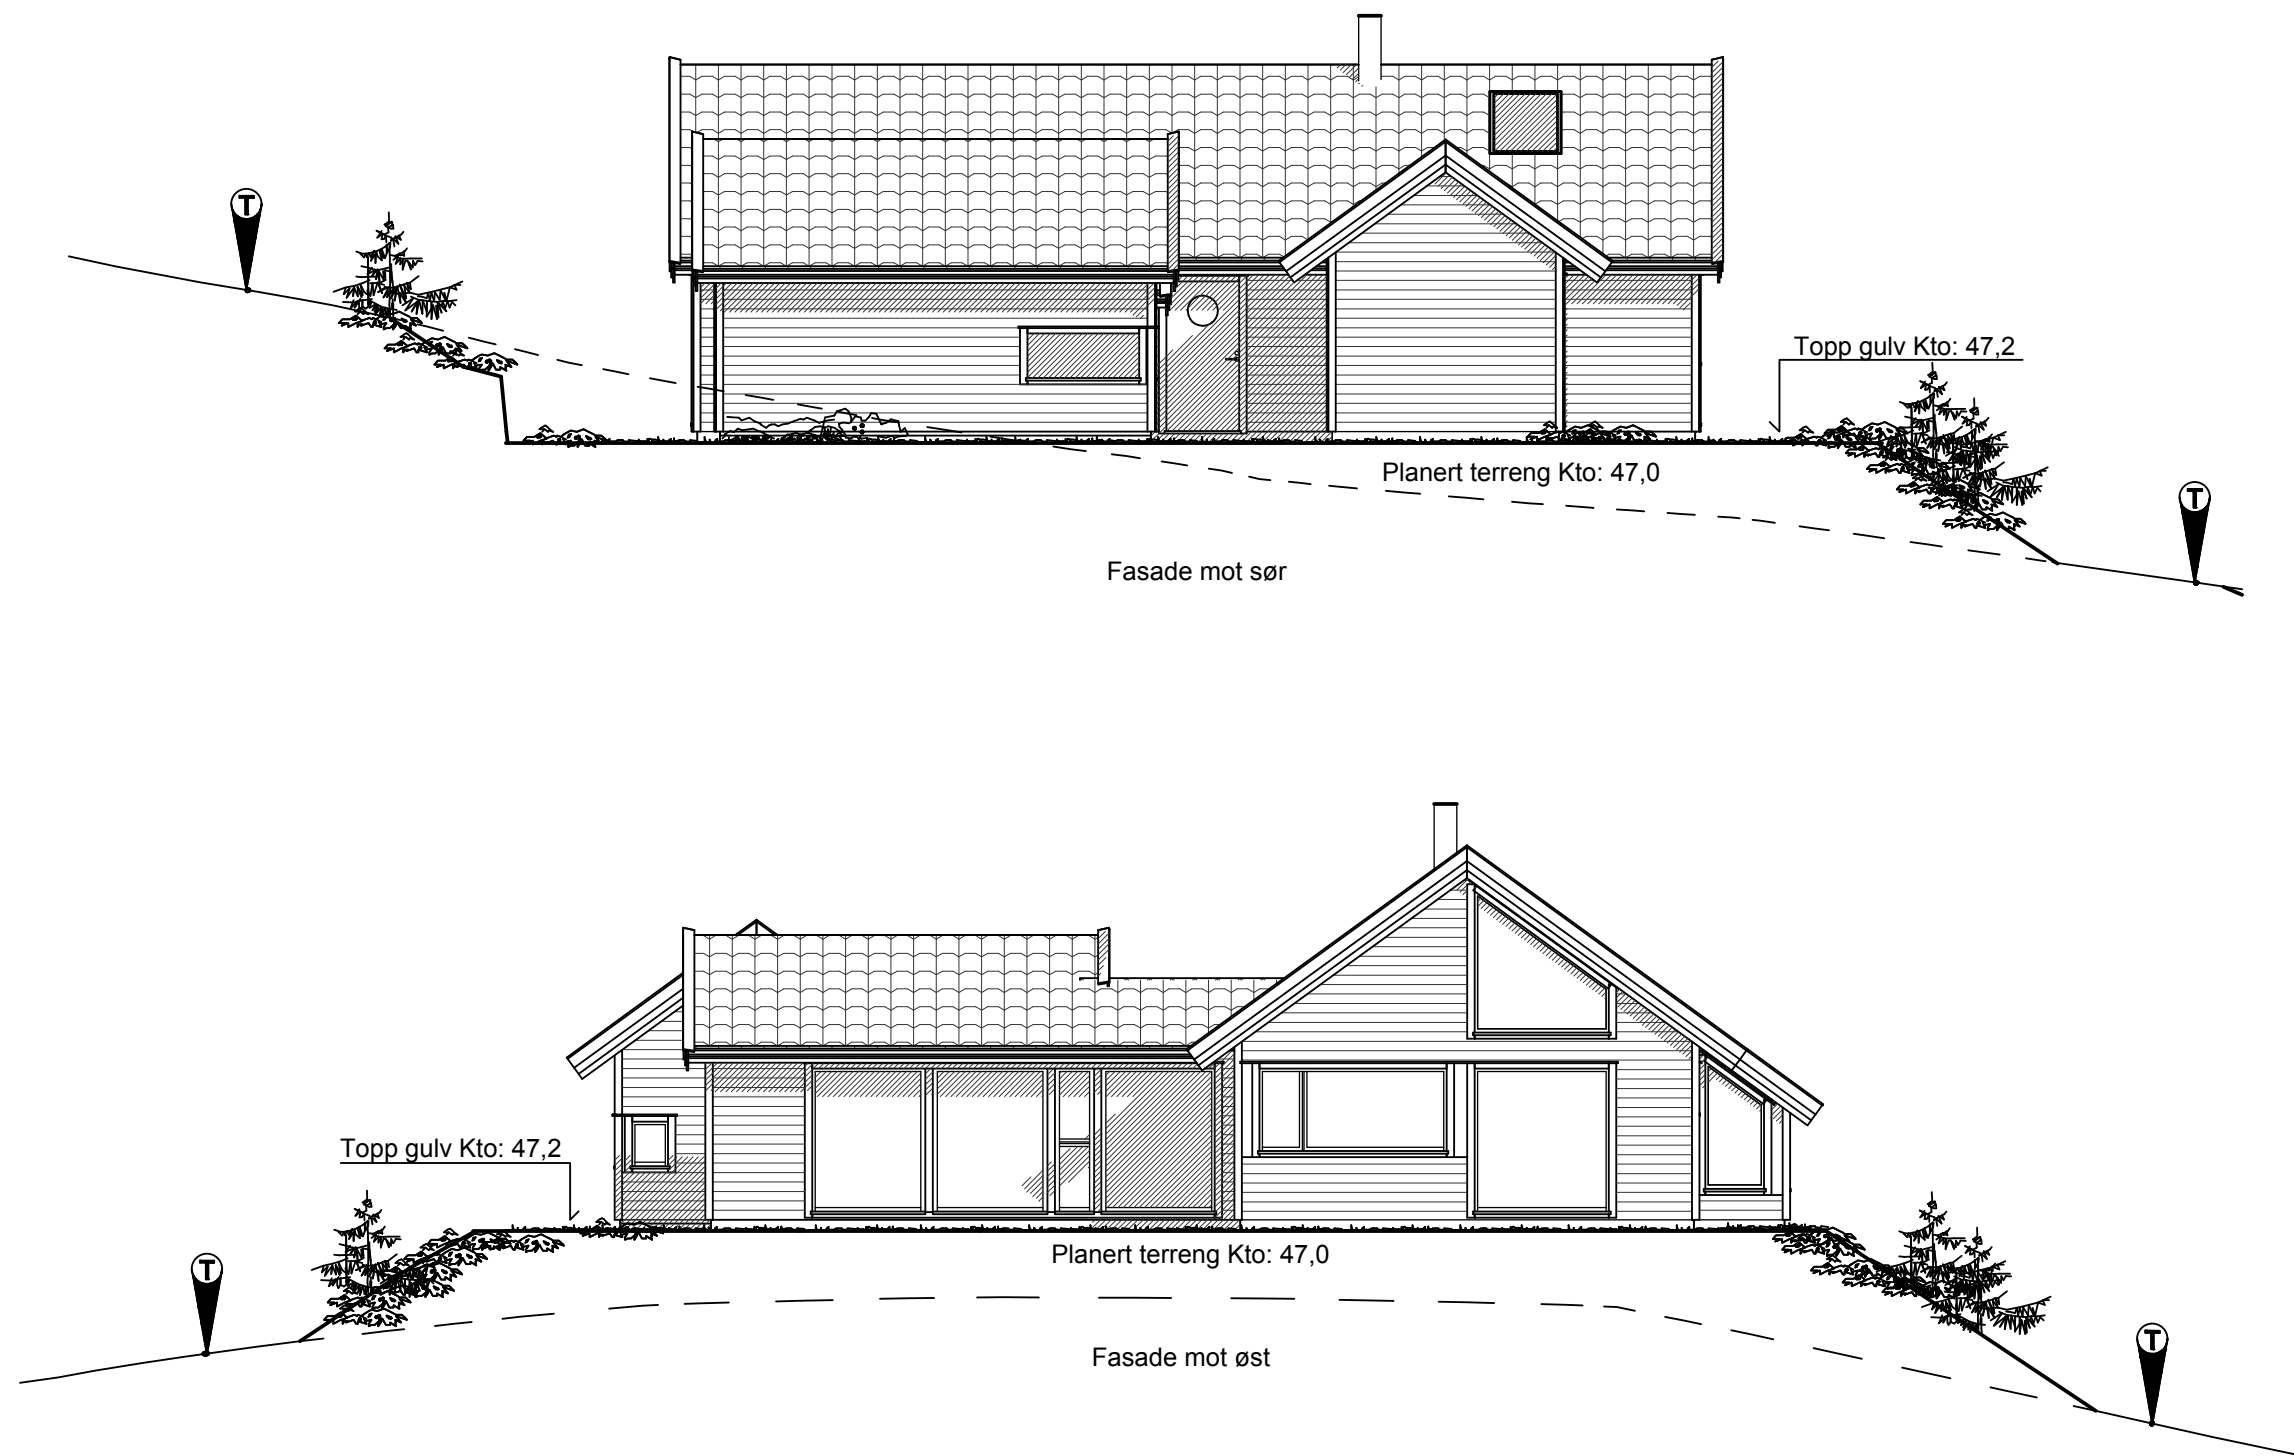 T
Topp gulv Kto: 47,2
Planert terreng Kto: 47,0
T
Fasade mot sør
Topp gulv Kto: 47,2
Planert terreng Kto: 47,0
T
T
Fasade mot øst